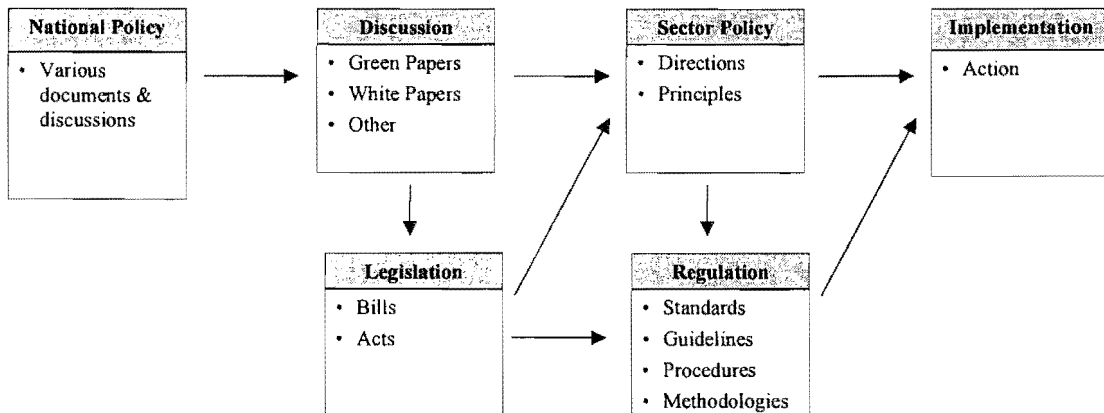 National Policy
• Various
documents &
discussions
Discussion
• Green Papers
• White Papers
• Other
Sector Policy
• Directions
• Principles
Implementation
• Action
Legislation
• Bills
• Acts
Regulation
• Standards
• Guidelines
• Procedures
• Methodologies